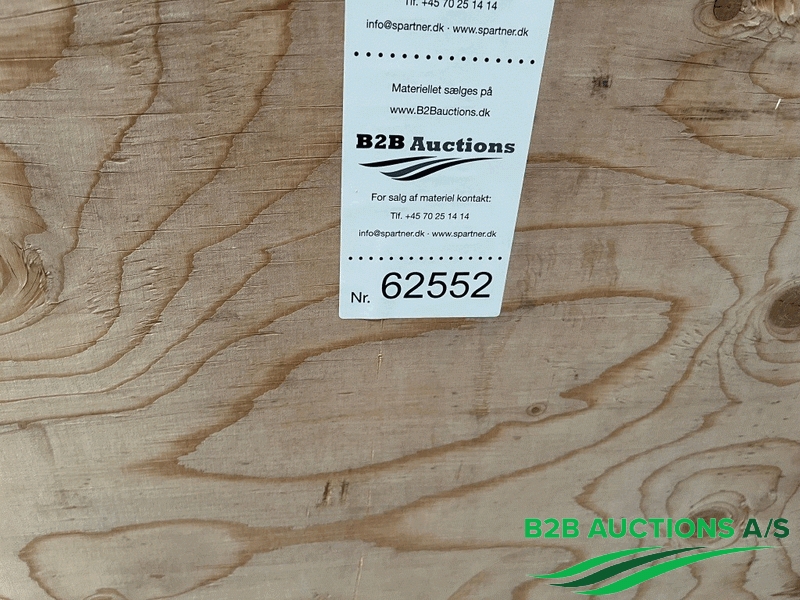 Tlf. +45 70 25 14 14
info@spartner.dk · www.spartner.dk
Materiellet sælges på
www.B2Bauctions.dk
B2B Auctions
For salg af materiel kontakt:
Tlf. +45 70 25 14 14
info@spartner.dk · www.spartner.dk
Nr. 62552
B2B AUCTIONS A/S